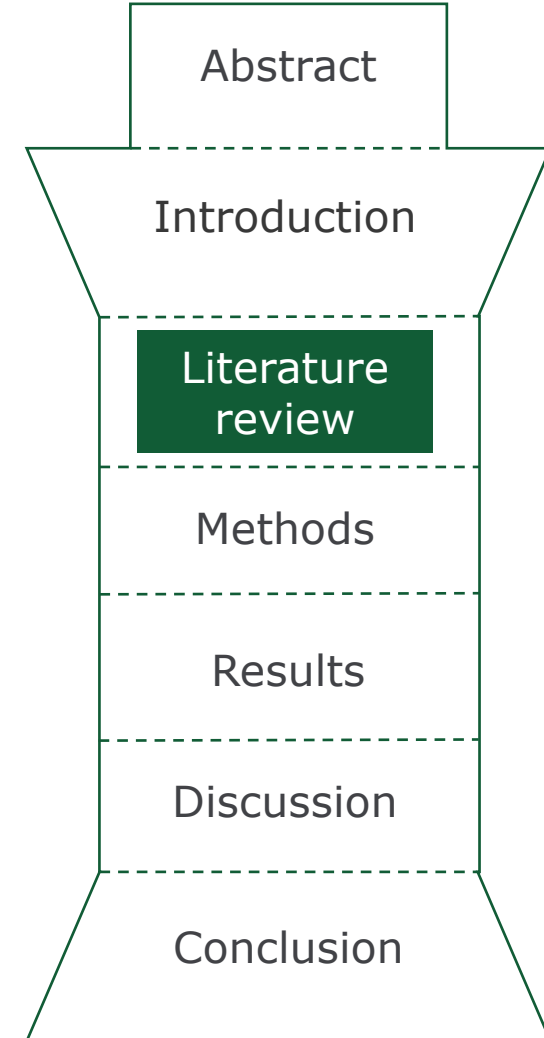 Abstract
Introduction
Literature
review
Methods
Results
Discussion
Conclusion